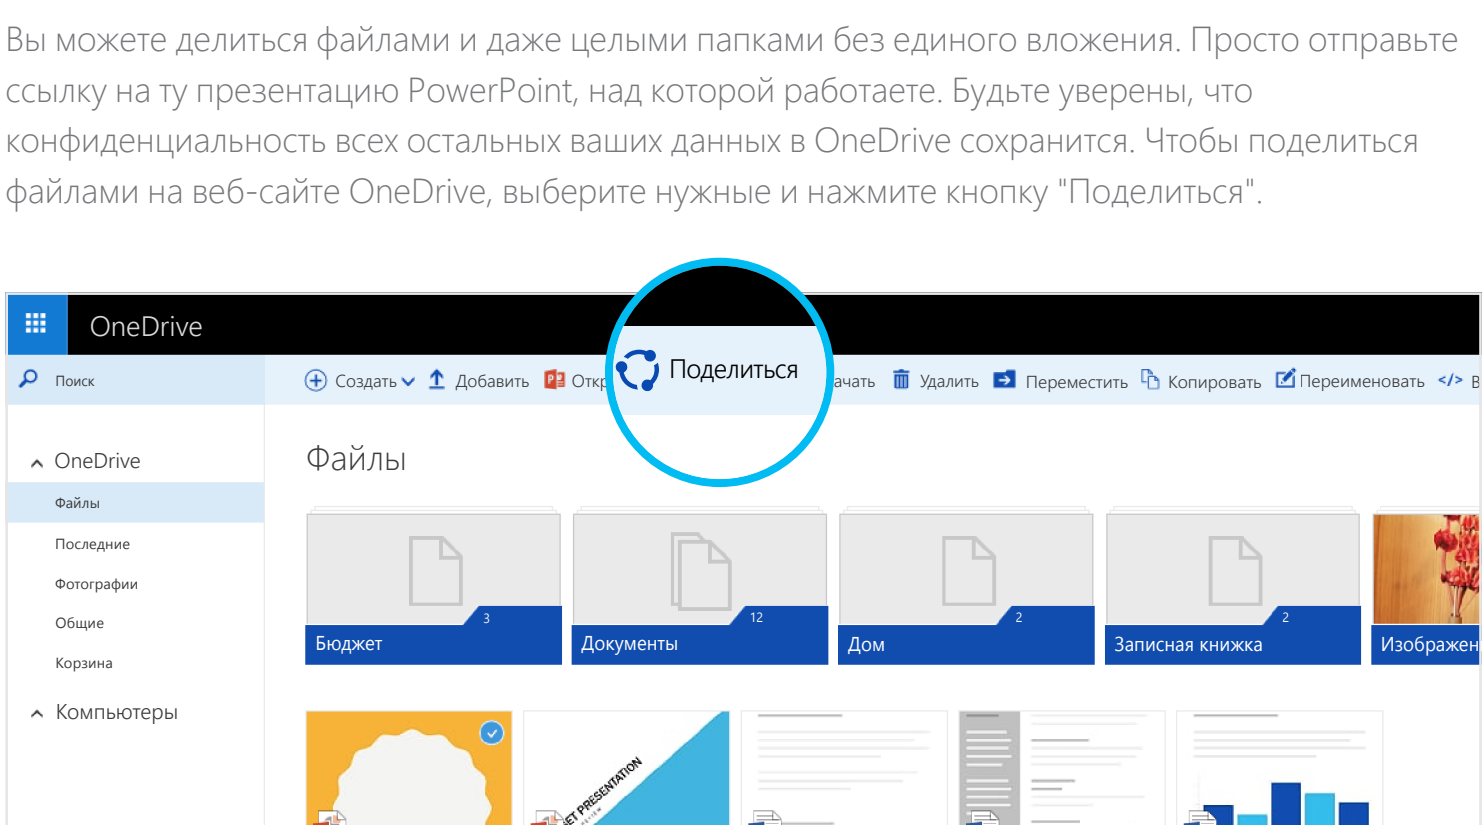 Вы можете делиться файлами и даже целыми папками без единого вложения. Просто отправьте
ссылку на ту презентацию PowerPoint, над которой работаете. Будьте уверены, что
конфиденциальность всех остальных ваших данных в OneDrive сохранится. Чтобы поделиться
файлами на веб-сайте OneDrive, выберите нужные и нажмите кнопку "Поделиться".
OneDrive
Поиск
Создать Добавить Поделиться Удалить Переместить Копировать Переименовать
OneDrive
Файлы
Последние
Фотографии
Общие
Корзина
Компьютеры
Файлы
3 12 2 2
Бюджет Документы Дом Записная книжка
PRESENTATION